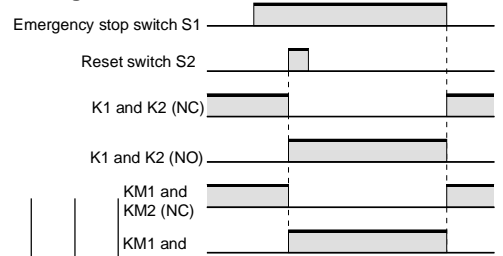 Emergency stop switch S1
Reset switch S2
K1 and K2 (NC)
K1 and K2 (NO)
KM1 and
KM2 (NC)
KM1 and